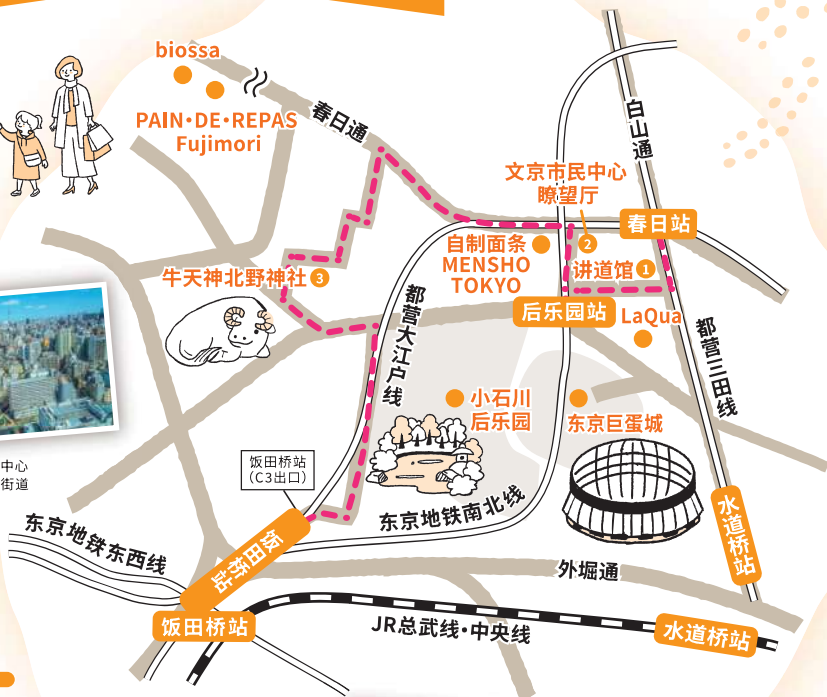 biossa
PAIN・DE・REPAS
Fujimori
春日通
白山通
文京市民中心
瞭望厅
2
春日站
自制面条
MENSHO
TOKYO
讲道馆 1
牛天神北野神社 3
后乐园站
LaQua
都营大江户线
都营三田线
小石川
后乐园
东京巨蛋城
中心
街道
饭田桥站
（C3出口）
东京地铁南北线
水道桥站
东京地铁东西线
饭田桥站
外堀通
饭田桥站
JR总武线・中央线
水道桥站